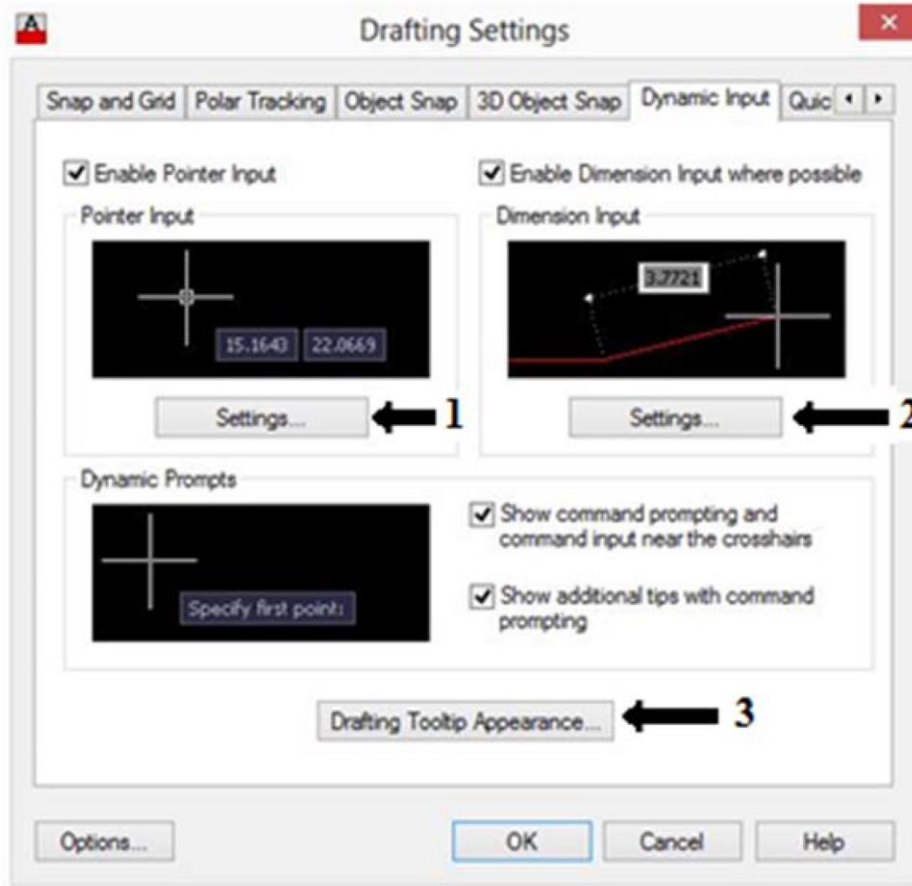 A
Drafting Settings
Snap and Grid Polar Tracking Object Snap 3D Object Snap Dynamic Input Quic
Enable Pointer Input
Enable Dimension Input where possible
Pointer Input
Dimension Input
15.1643 22.0669
3.7721
Settings... 1
Settings... 2
Dynamic Prompts
Specify first point:
Show command prompting and
command input near the crosshairs
Show additional tips with command
prompting
Drafting Tooltip Appearance... 3
Options... OK Cancel Help